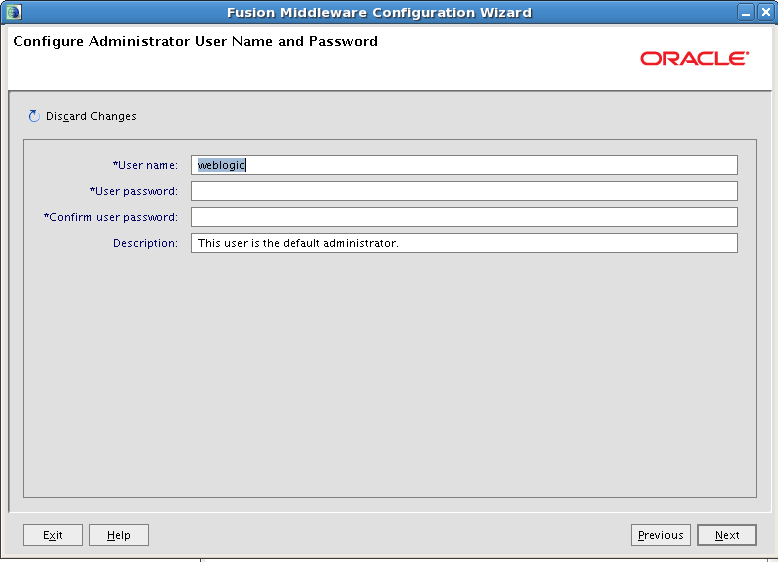 Fusion Middleware Configuration Wizard
Configure Administrator User Name and Password
ORACLE
Discard Changes
*User name: weblogic
*User password:
*Confirm user password:
Description: This user is the default administrator.
Exit Help Previous Next